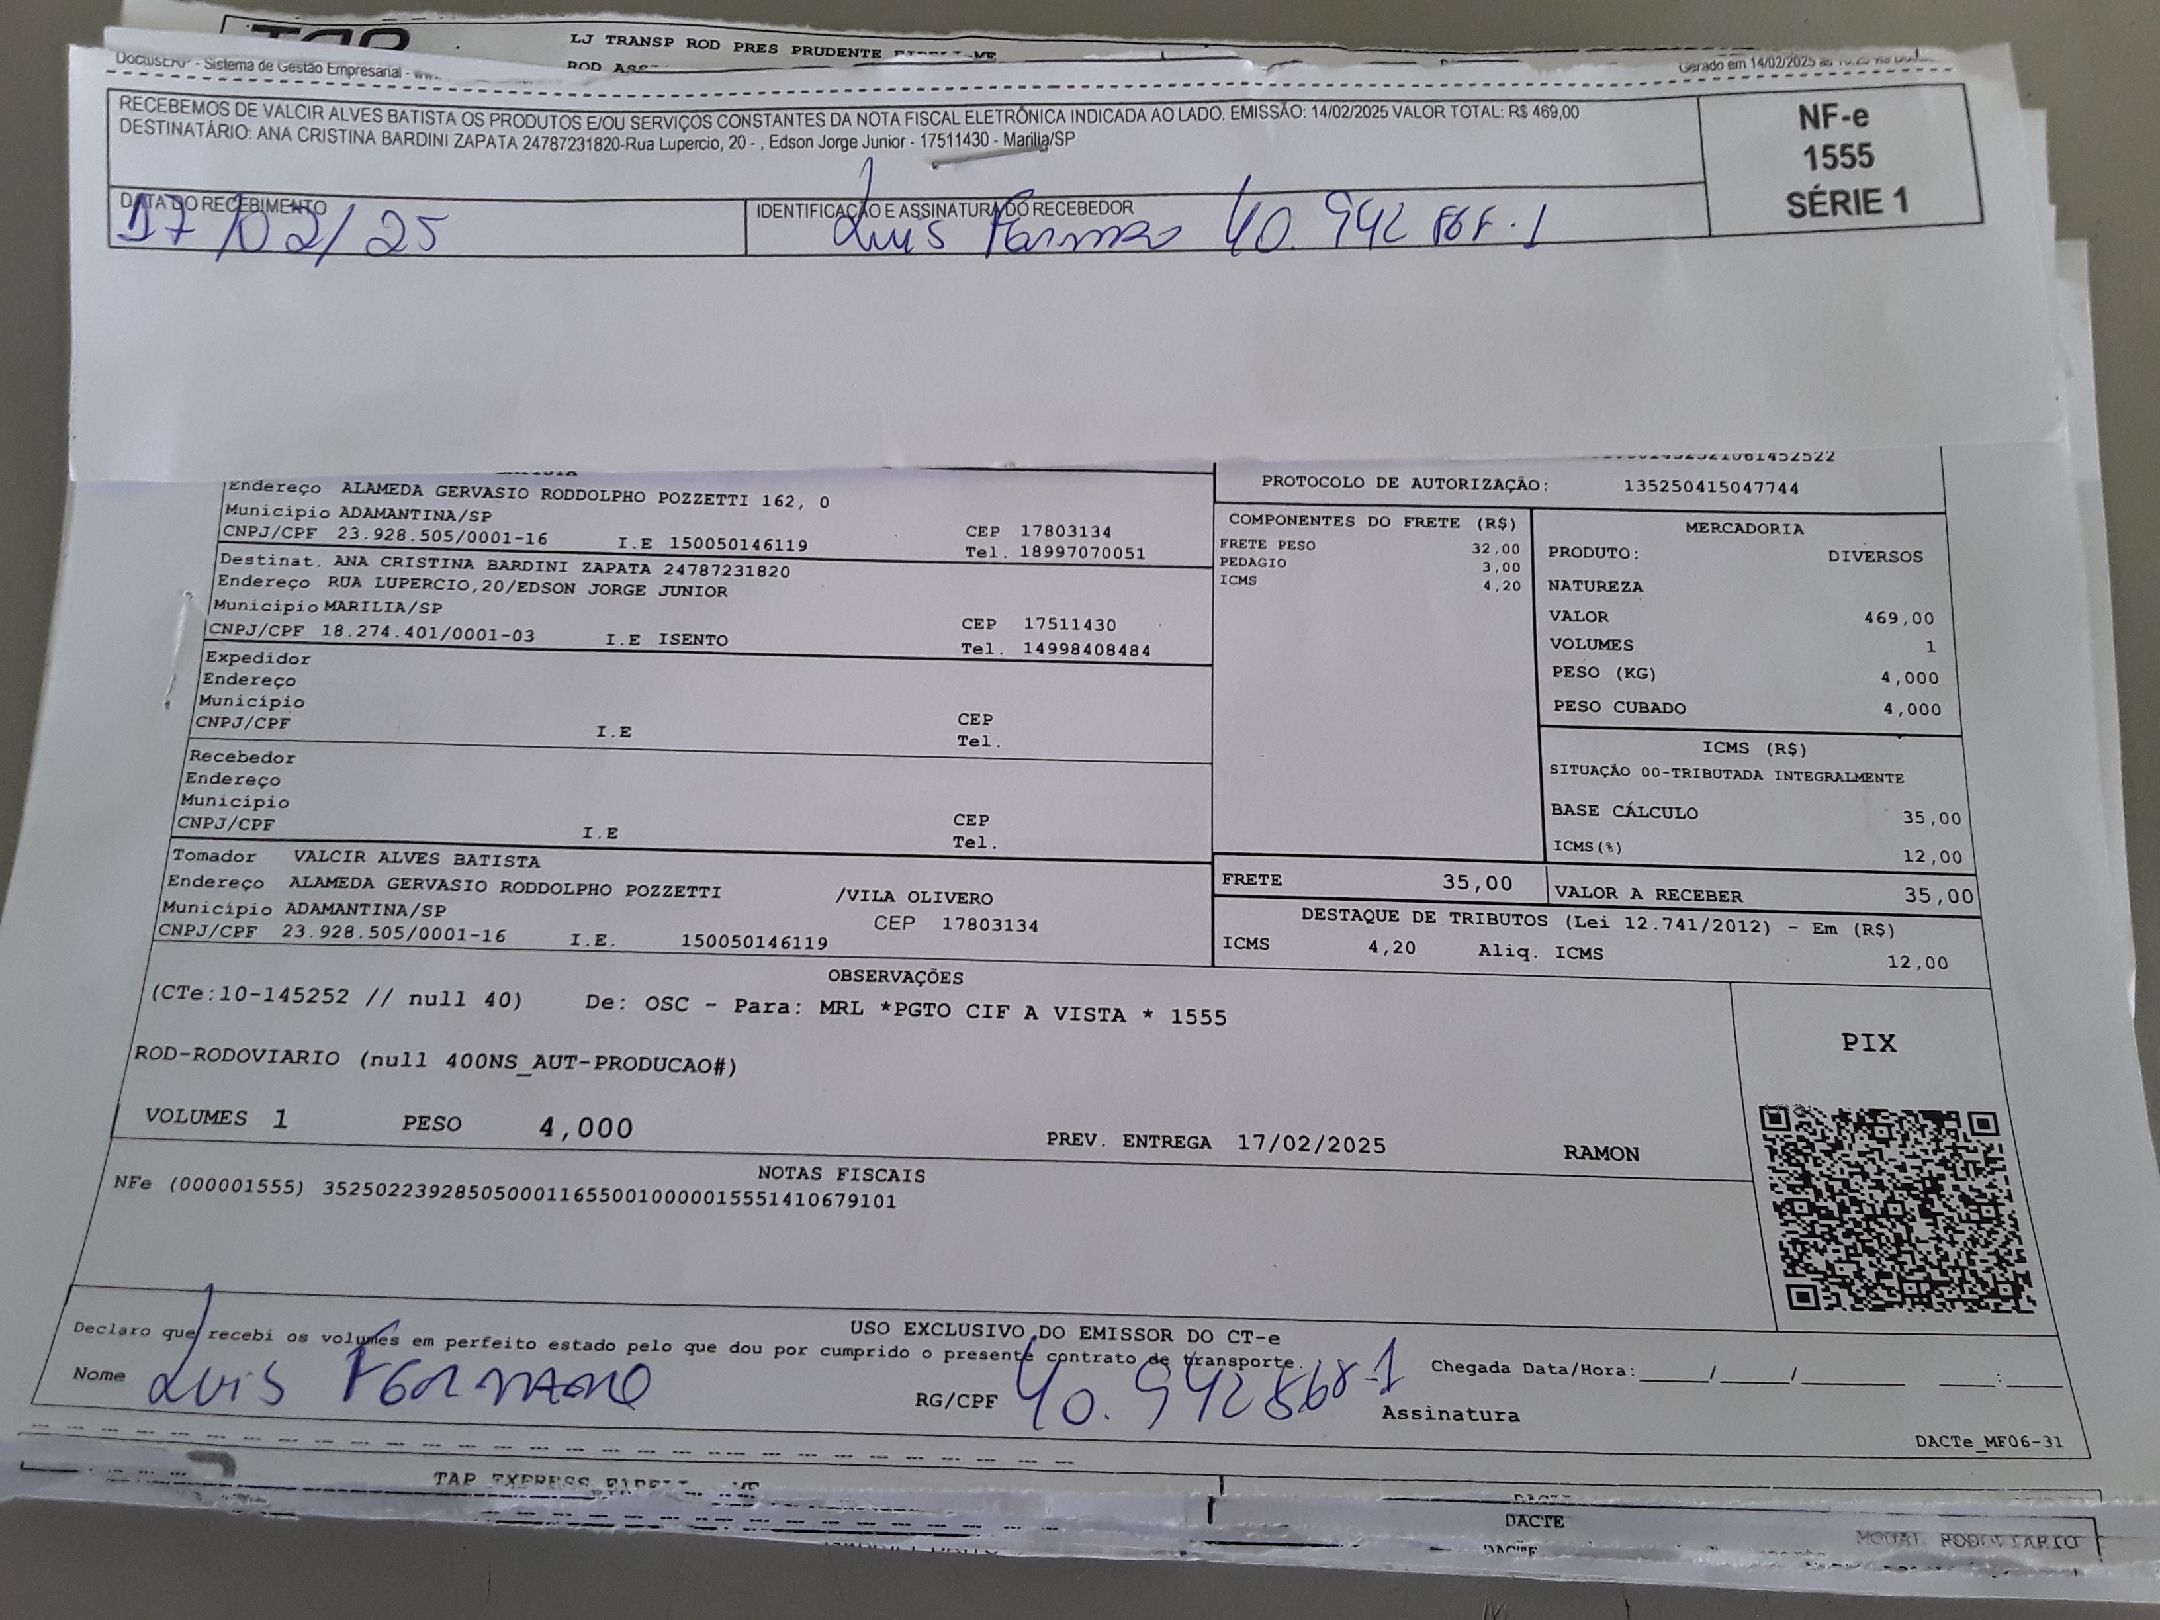 LJ TRANSP ROD PRES PRUDENTE
- Sistema de Gestão Empresarial -
Gerado em 14/02/2025
RECEBEMOS DE VALCIR ALVES BATISTA OS PRODUTOS E/OU SERVIÇOS CONSTANTES DA NOTA FISCAL ELETRÔNICA INDICADA AO LADO. EMISSÃO: 14/02/2025 VALOR TOTAL: R$ 469,00
DESTINATÁRIO: ANA CRISTINA BARDINI ZAPATA 24787231820-Rua Lupercio, 20 - , Edson Jorge Junior - 17511430 - Marília/SP
NF-e
1555
SÉRIE 1
DATA DO RECEBIMENTO
17/02/25
IDENTIFICAÇÃO E ASSINATURA DO RECEBEDOR
Luis 40.942
Endereço ALAMEDA GERVASIO RODDOLPHO POZZETTI 162, 0
Município ADAMANTINA/SP CEP 17803134
CNPJ/CPF 23.928.505/0001-16 I.E 150050146119 Tel. 18997070051
Destinat. ANA CRISTINA BARDINI ZAPATA 24787231820
Endereço RUA LUPERCIO,20/EDSON JORGE JUNIOR
Município MARILIA/SP CEP 17511430
CNPJ/CPF 18.274.401/0001-03 I.E ISENTO Tel. 14998408484
Expedidor
Endereço
Município CEP
CNPJ/CPF I.E Tel.
Recebedor
Endereço
Município CEP
CNPJ/CPF I.E Tel.
Tomador VALCIR ALVES BATISTA
Endereço ALAMEDA GERVASIO RODDOLPHO POZZETTI /VILA OLIVERO
Município ADAMANTINA/SP CEP 17803134
CNPJ/CPF 23.928.505/0001-16 I.E. 150050146119
PROTOCOLO DE AUTORIZAÇÃO: 135250415047744
COMPONENTES DO FRETE (R$)
FRETE PESO 32,00
PEDAGIO 3,00
ICMS 4,20
MERCADORIA
PRODUTO: DIVERSOS
NATUREZA
VALOR 469,00
VOLUMES 1
PESO (KG) 4,000
PESO CUBADO 4,000
ICMS (R$)
SITUAÇÃO 00-TRIBUTADA INTEGRALMENTE
BASE CÁLCULO 35,00
ICMS(%) 12,00
FRETE 35,00 VALOR A RECEBER 35,00
DESTAQUE DE TRIBUTOS (Lei 12.741/2012) - Em (R$)
ICMS 4,20 Aliq. ICMS 12,00
OBSERVAÇÕES
(CTe:10-145252 // null 40) De: OSC - Para: MRL *PGTO CIF A VISTA * 1555
ROD-RODOVIARIO (null 400NS_AUT-PRODUCAO#)
PIX
VOLUMES 1 PESO 4,000 PREV. ENTREGA 17/02/2025 RAMON
NOTAS FISCAIS
NFe (000001555) 35250223928505000116550010000015551410679101
USO EXCLUSIVO DO EMISSOR DO CT-e
Declaro que recebi os volumes em perfeito estado pelo que dou por cumprido o presente contrato de transporte.
Chegada Data/Hora:____/____/______ ___:___
Nome Luis Fernando RG/CPF 40.942868-1 Assinatura
DACTe_MF06-31
TAP EXPRESS
DACTE
MODAL RODOVIARIO